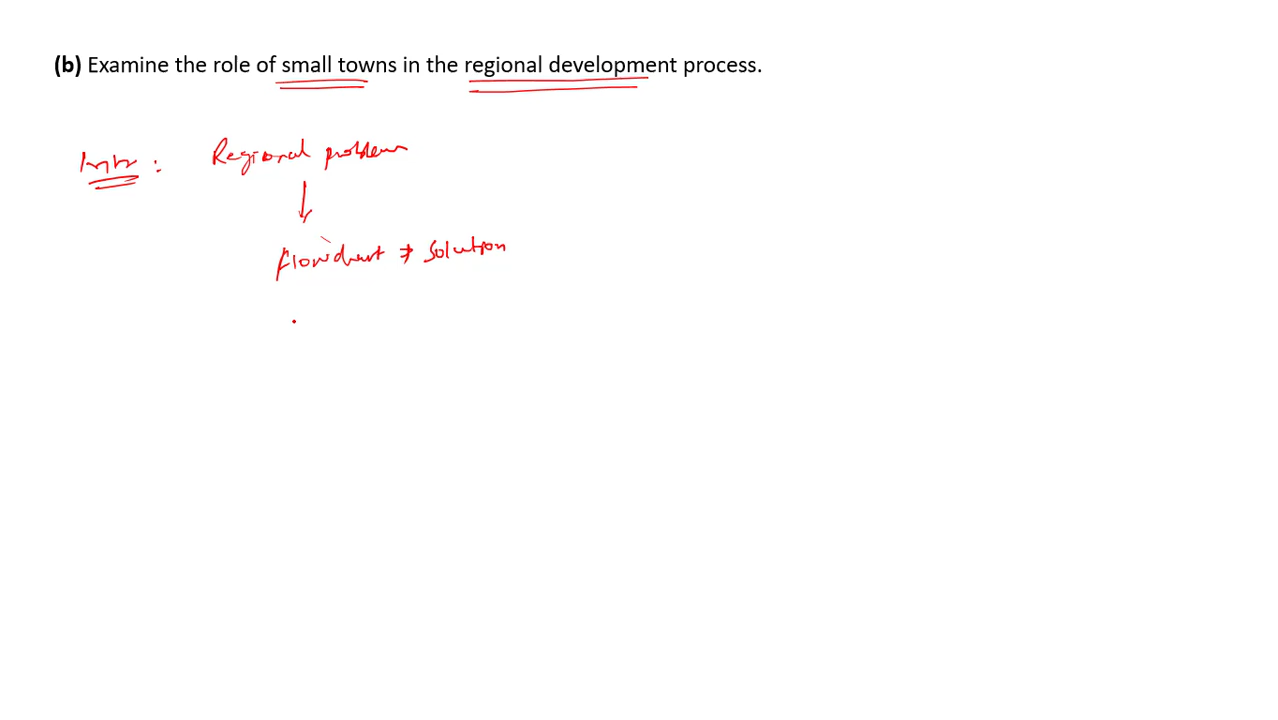 (b) Examine the role of small towns in the regional development process.
Intr : Regional problem
↓
flowchart → solution